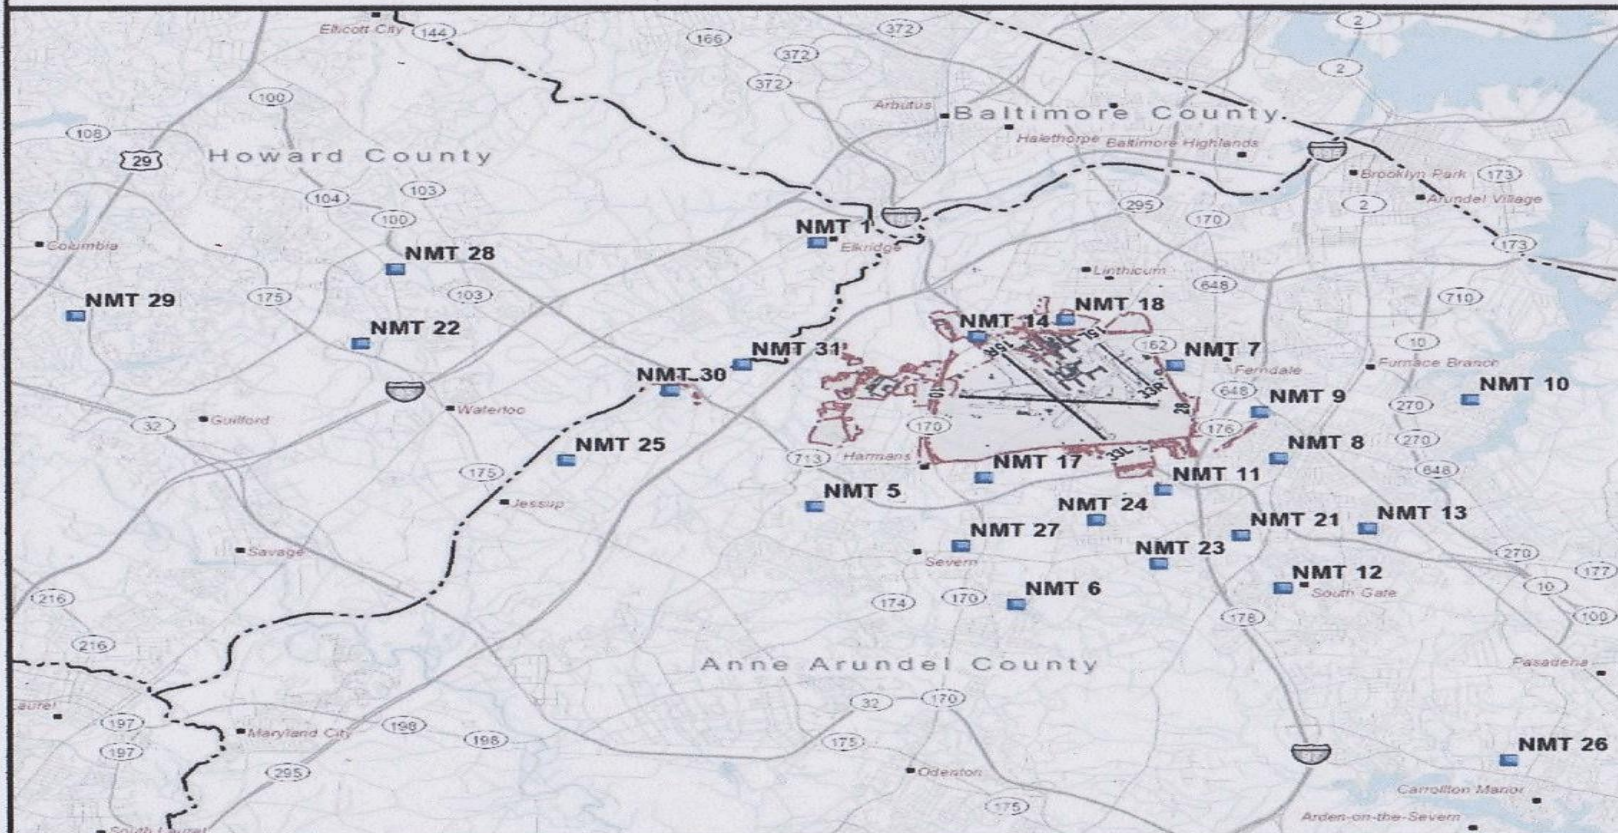 Ellicott City
144
166
372
2
372
372
2
100
Arbutus
Baltimore County
108
Halethorpe
Baltimore Highlands
29
Howard County
Brooklyn Park
173
103
104
295
2
Arundel Village
100
170
NMT 1
Columbia
Elkridge
173
NMT 28
Linthicum
648
NMT 29
175
103
710
NMT 18
NMT 14
NMT 22
15L
15R
162
10
NMT 31
NMT 7
Furnace Branch
Ferndale
NMT 30
33R
648
NMT 10
10
28
NMT 9
270
Waterloo
Guilford
32
170
176
NMT 8
270
Harmans
33L
713
648
NMT 25
175
NMT 17
NMT 11
NMT 5
Jessup
NMT 24
NMT 21
NMT 13
NMT 27
Savage
NMT 23
270
Severn
177
NMT 12
10
NMT 6
South Gate
216
174
170
178
100
216
Anne Arundel County
Pasadena
32
170
Laurel
197
198
Maryland City
198
175
197
NMT 26
295
Odenton
Carrollton Manor
175
Arden-on-the-Severn
South Laurel